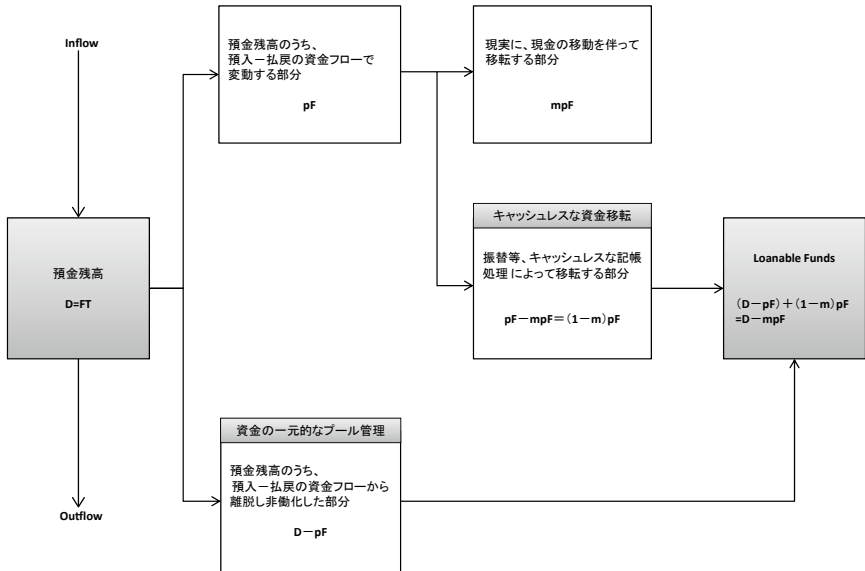 Inflow
預金残高のうち、
預入－払戻の資金フローで
変動する部分
pF
現実に、現金の移動を伴って
移転する部分
mpF
キャッシュレスな資金移転
振替等、キャッシュレスな記帳
処理によって移転する部分
pF－mpF＝（1－m）pF
Loanable Funds
（D－pF）＋（1－m）pF
=D－mpF
預金残高
D=FT
資金の一元的なプール管理
預金残高のうち、
預入－払戻の資金フローから
離脱し非働化した部分
D－pF
Outflow